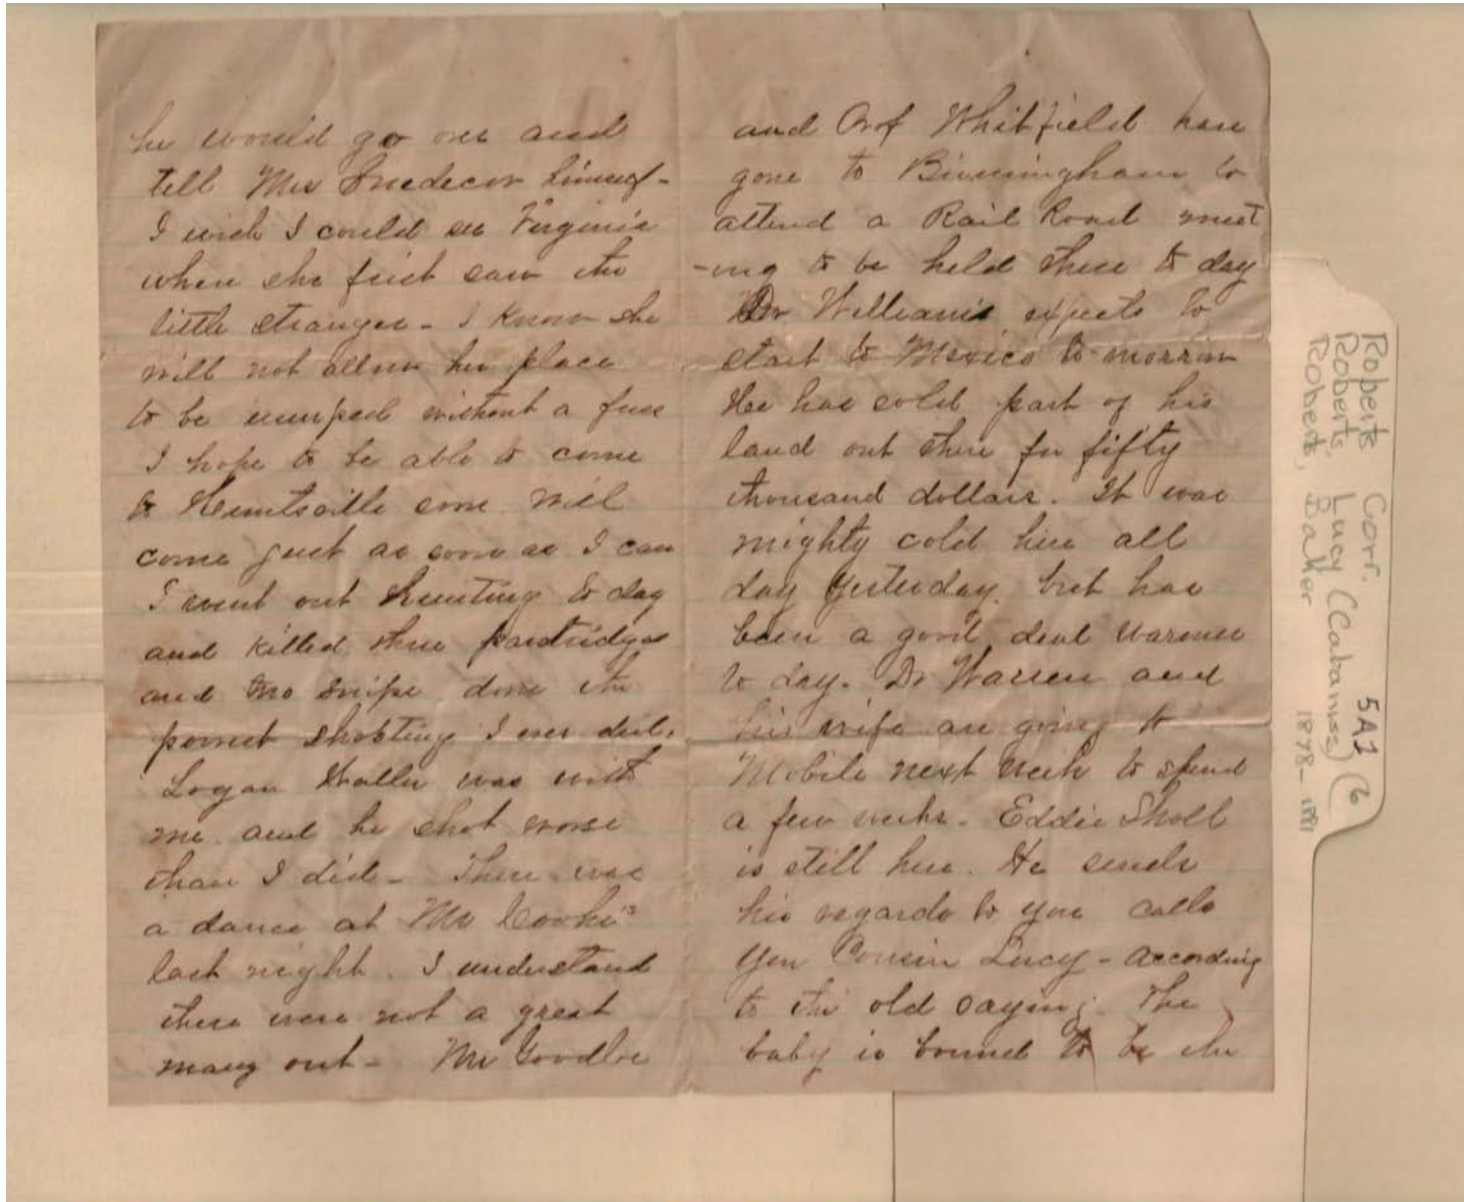 he would go over and
tell Mrs Snedecor himself -
I wish I could see Virginia
when she first saw the
little stranger - I know she
will not allow her place
to be usurped without a fuss
I hope to be able to come
to Huntsville soon. Will
come just as soon as I can
I went out hunting to day
and killed three partridges
and two snipe done the
poorest shooting I ever did.
Logan Waller was with
me and he shot worse
than I did - There was
a dance at Mr Cooke's
last night. I understand
there were not a great
many out - Mr Goodloe
and Prof Whitfield have
gone to Birmingham to
attend a Rail Road meet
-ing to be held there to day
Dr Williams expects to
start to Mexico to morrow
He has sold part of his
land out there for fifty
thousand dollars. It was
mighty cold here all
day yesterday. but has
been a good deal warmer
to day. Dr Warren and
his wife are going to
Mobile next week to spend
a few weeks - Eddie Sholl
is still here. He sends
his regards to you calls
you Cousin Lucy - according
to the old saying. The
baby is bound to be the
Roberts Corr. 5A1 (6
Roberts, Lucy (Cabaniss)
Roberts, Baker 1878-1881